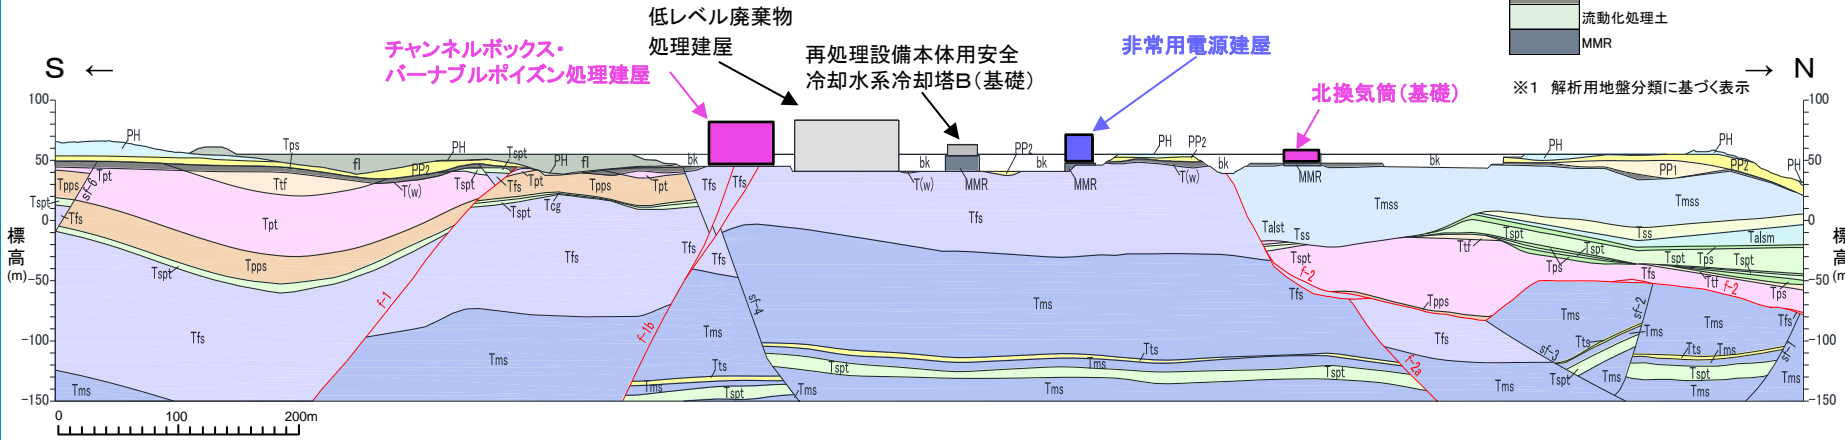 低レベル廃棄物
処理建屋
流動化処理土
MMR
チャンネルボックス・
バーナブルポイズン処理建屋
再処理設備本体用安全
冷却水系冷却塔B(基礎)
非常用電源建屋
北換気筒(基礎)
※1 解析用地盤分類に基づく表示
S ←
→ N
100
50
0
-50
-100
-150
標高
(m)
100
50
0
-50
-100
-150
標高
(m)
PH
Tps
fl
PH
PP2
Tspt
PH
fl
bk
bk
PP2
bk
PH
PP2
bk
bk
PH
PH
PP1
PP2
PH
Tpps
sf-6
Tpt
Ttf
T(w)
Tspt
Tfs
Tpt
Tpps
Tpt
Tfs
Tfs
T(w)
MMR
MMR
T(w)
MMR
Tspt
Tfs
Tpt
Tspt
Tcg
Tfs
Tmss
Tmss
Talst
Tss
Tspt
Ttf
Tspt
Tss
Talsm
Tspt
Tps
Tspt
Tps
Tspt
Tpps
Tfs
Tfs
Tfs
f-2
Tfs
Tfs
Ttf
f-2
Tps
f-1
sf-4
Tms
Tpps
sf-2
Tfs
Tfs
f-1b
Tms
Tms
Tfs
Tms
Tms
Tms
Tms
Tts
Tts
Tspt
Tms
Tspt
f-2a
sf-3
Tts
Tts
Tms
sf-1
Tms
Tms
Tspt
Tms
Tms
Tspt
Tms
Tspt
Tms
Tspt
Tms
Tms
0
100
200m